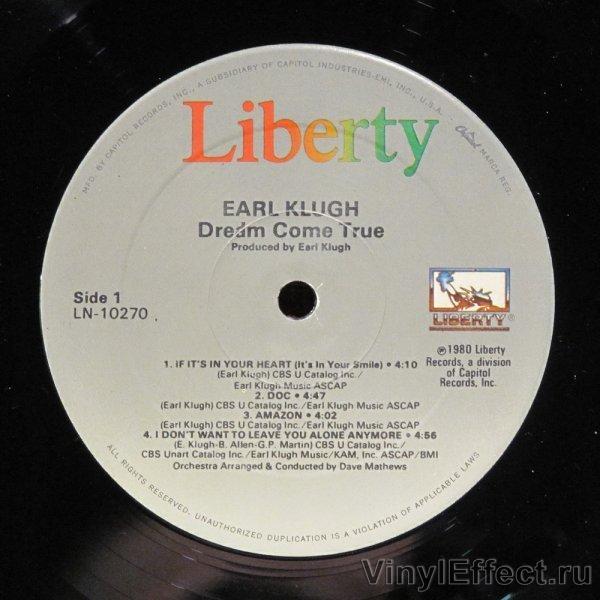 MFD. BY CAPITOL RECORDS, INC., A SUBSIDIARY OF CAPITOL INDUSTRIES-EMI, INC., U.S.A. Capitol MARCA REG.
Liberty
EARL KLUGH
Dream Come True
Produced by Earl Klugh
Side 1
LN-10270
LIBERTY®
℗1980 Liberty
Records, a division
of Capitol
Records, Inc.
1. IF IT'S IN YOUR HEART (It's In Your Smile) • 4:10
(Earl Klugh) CBS U Catalog Inc./
Earl Klugh Music ASCAP
2. DOC • 4:47
(Earl Klugh) CBS U Catalog Inc./Earl Klugh Music ASCAP
3. AMAZON • 4:02
(Earl Klugh) CBS U Catalog Inc./Earl Klugh Music ASCAP
4. I DON'T WANT TO LEAVE YOU ALONE ANYMORE • 4:56
(E. Klugh-B. Allen-G.P. Martin) CBS U Catalog Inc./
CBS Unart Catalog Inc./Earl Klugh Music/KAM, Inc. ASCAP/BMI
Orchestra Arranged & Conducted by Dave Mathews
ALL RIGHTS RESERVED. UNAUTHORIZED DUPLICATION IS A VIOLATION OF APPLICABLE LAWS
VinylEffect.ru